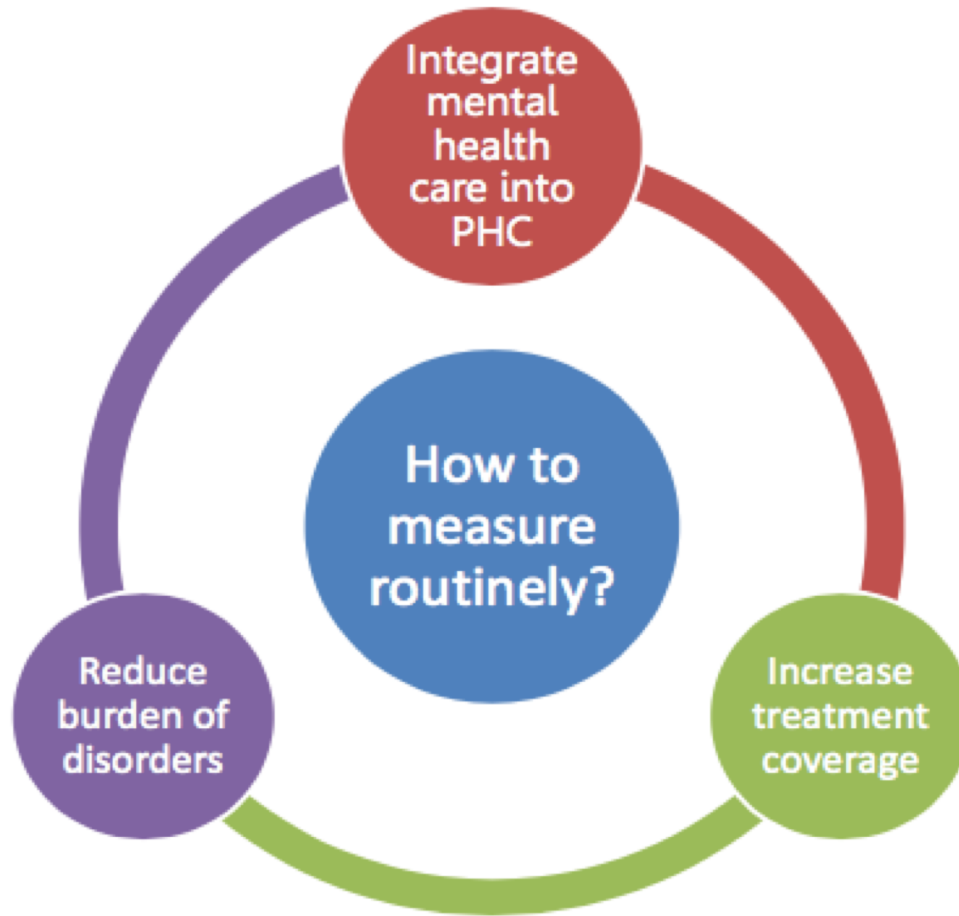 Integrate
mental
health
care into
PHC
How to
measure
routinely?
Reduce
burden of
disorders
Increase
treatment
coverage